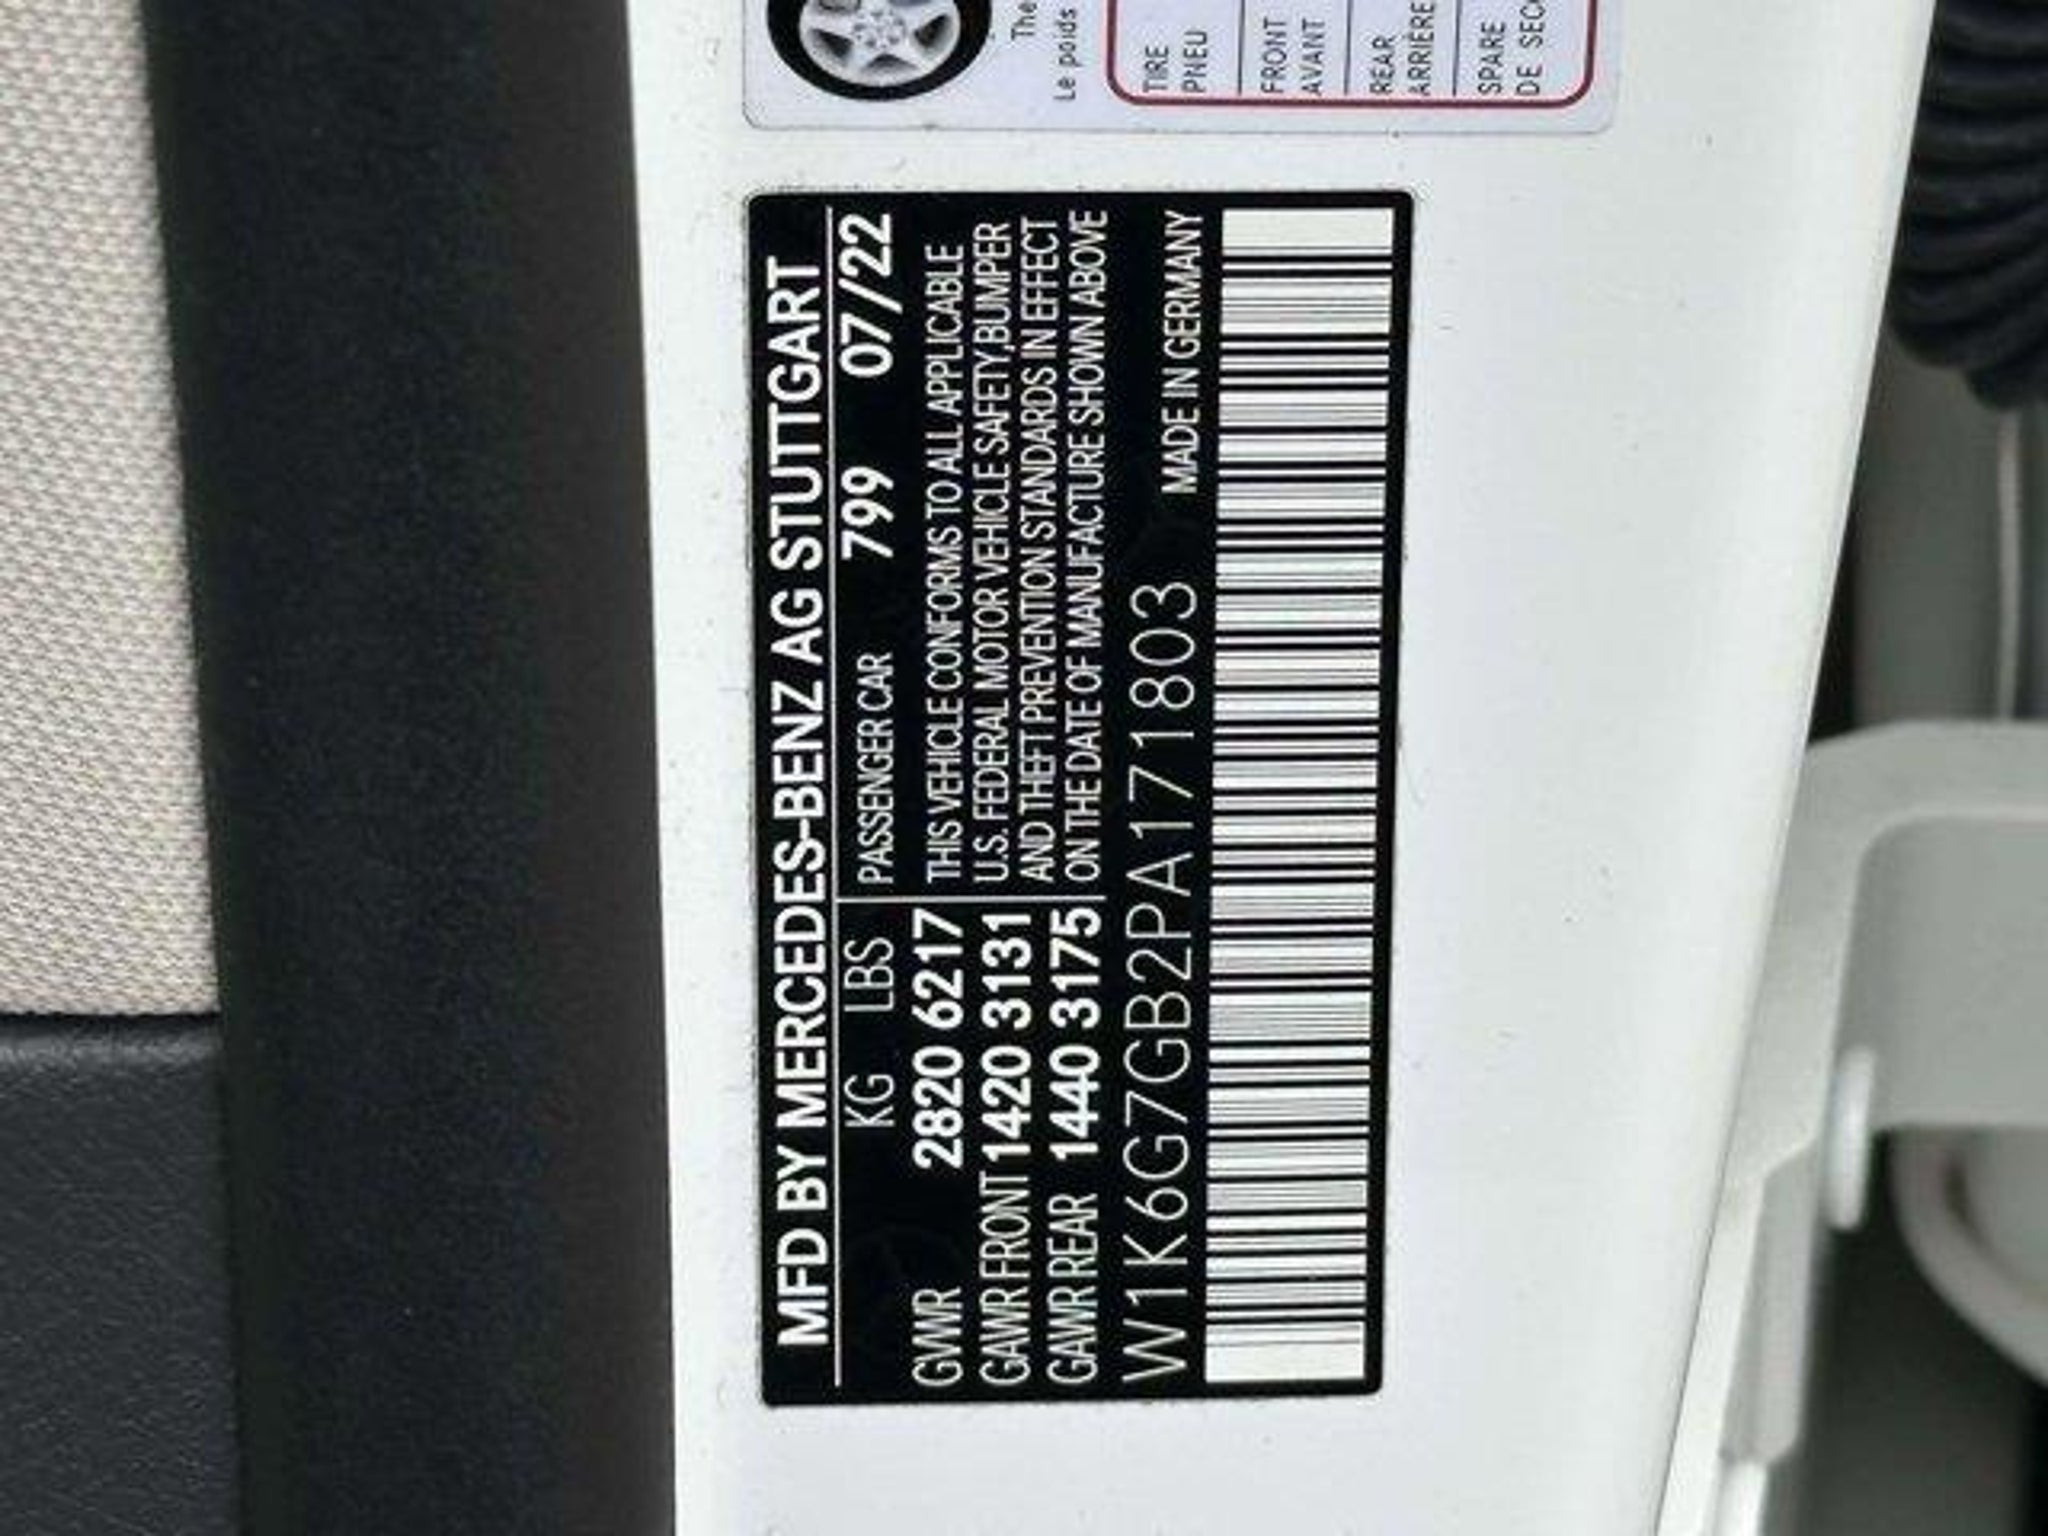 MFD BY MERCEDES-BENZ AG STUTTGART
KG LBS PASSENGER CAR 799 07/22
GVWR 2820 6217 THIS VEHICLE CONFORMS TO ALL APPLICABLE
GAWR FRONT 1420 3131 U.S. FEDERAL MOTOR VEHICLE SAFETY,BUMPER
AND THEFT PREVENTION STANDARDS IN EFFECT
GAWR REAR 1440 3175 ON THE DATE OF MANUFACTURE SHOWN ABOVE
W1K6G7GB2PA171803 MADE IN GERMANY
The
Le poids
TIRE
PNEU
FRONT
AVANT
REAR
ARRIÈRE
SPARE
DE